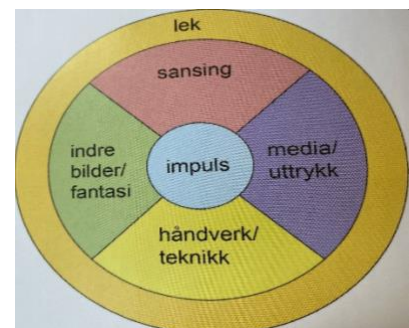 lek
sansing
indre
bilder/
fantasi
impuls
media/
uttrykk
håndverk/
teknikk